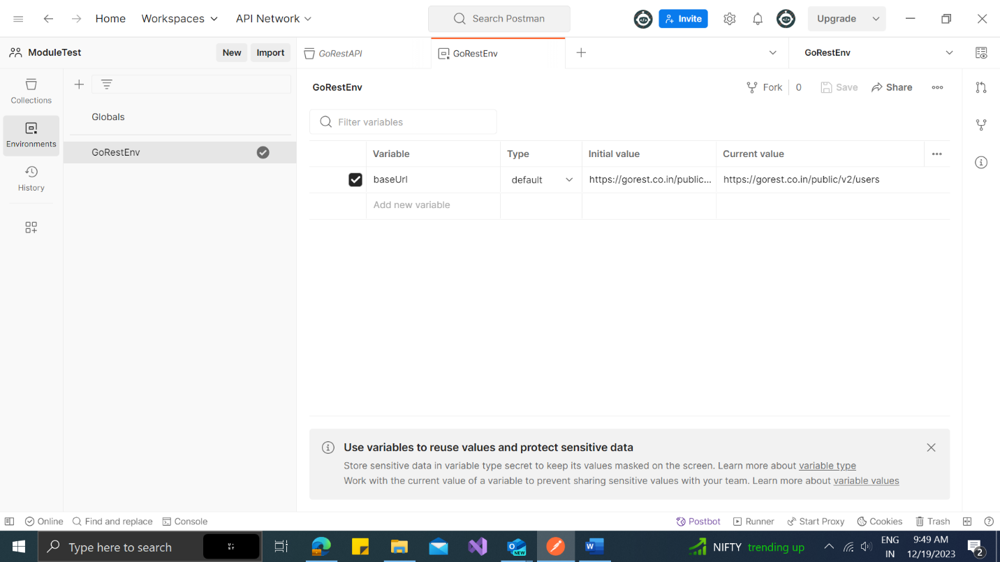 Home Workspaces API Network Search Postman Invite Upgrade
ModuleTest New Import GoRestAPI GoRestEnv GoRestEnv
Collections
Environments
History
Globals
GoRestEnv
GoRestEnv Fork 0 Save Share
Filter variables
Variable Type Initial value Current value
baseUrl default https://gorest.co.in/public... https://gorest.co.in/public/v2/users
Add new variable
Use variables to reuse values and protect sensitive data
Store sensitive data in variable type secret to keep its values masked on the screen. Learn more about variable type
Work with the current value of a variable to prevent sharing sensitive values with your team. Learn more about variable values
Online Find and replace Console Postbot Runner Start Proxy Cookies Trash
Type here to search NEW W NIFTY trending up ENG 9:49 AM
IN 12/19/2023 2